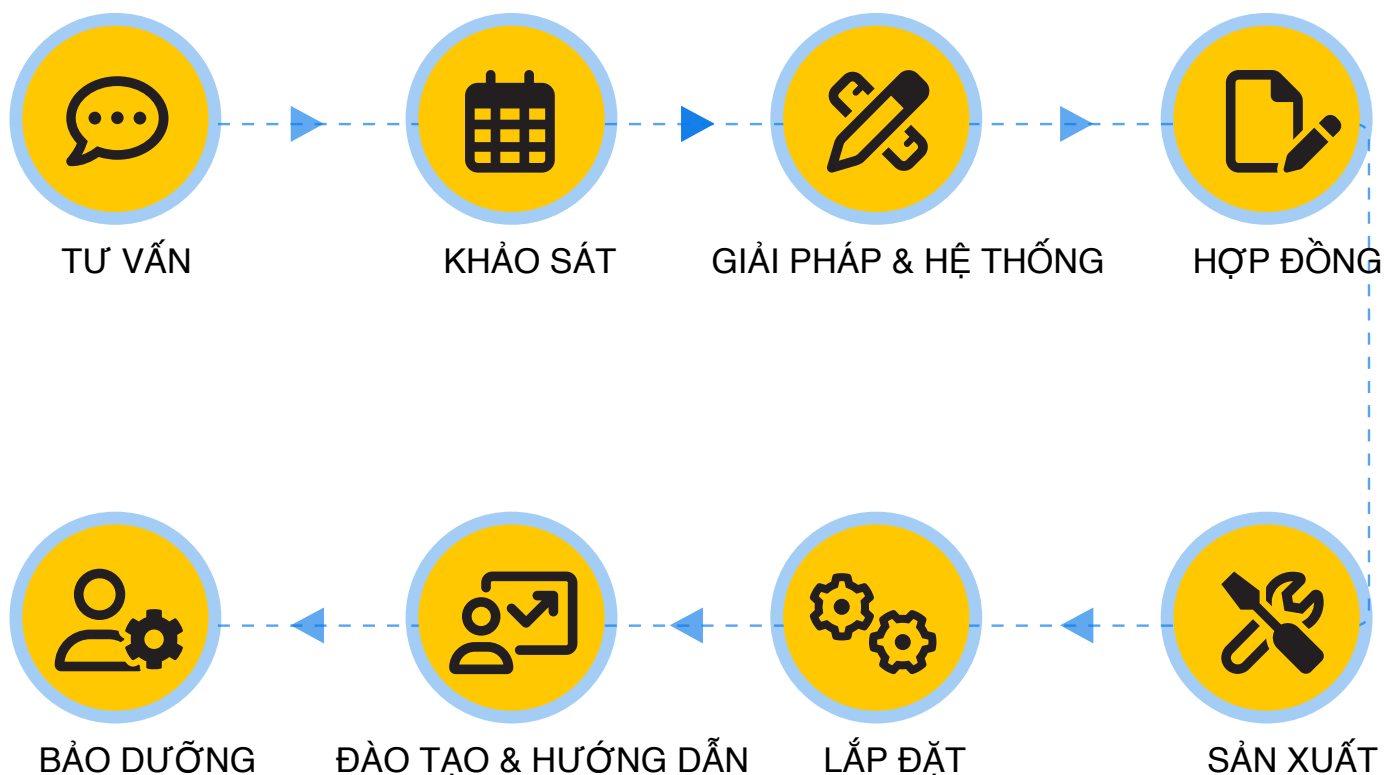 TƯ VẤN
KHẢO SÁT
GIẢI PHÁP & HỆ THỐNG
HỢP ĐỒNG
BẢO DƯỠNG
ĐÀO TẠO & HƯỚNG DẪN
LẮP ĐẶT
SẢN XUẤT